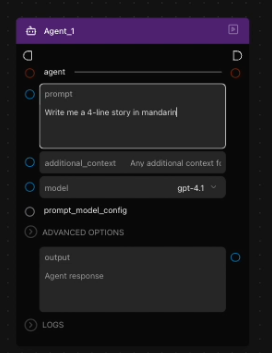 Agent_1
agent
prompt
Write me a 4-line story in mandarin
additional_context Any additional context fo
model gpt-4.1
prompt_model_config
ADVANCED OPTIONS
output
Agent response
LOGS